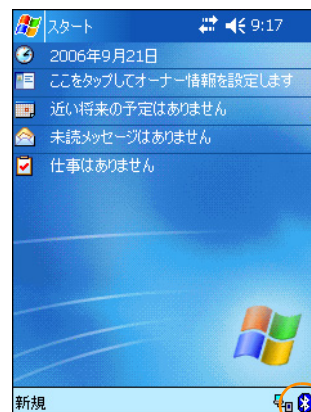 スタート 9:17
2006年9月21日
ここをタップしてオーナー情報を設定します
近い将来の予定はありません
未読メッセージはありません
仕事はありません
新規